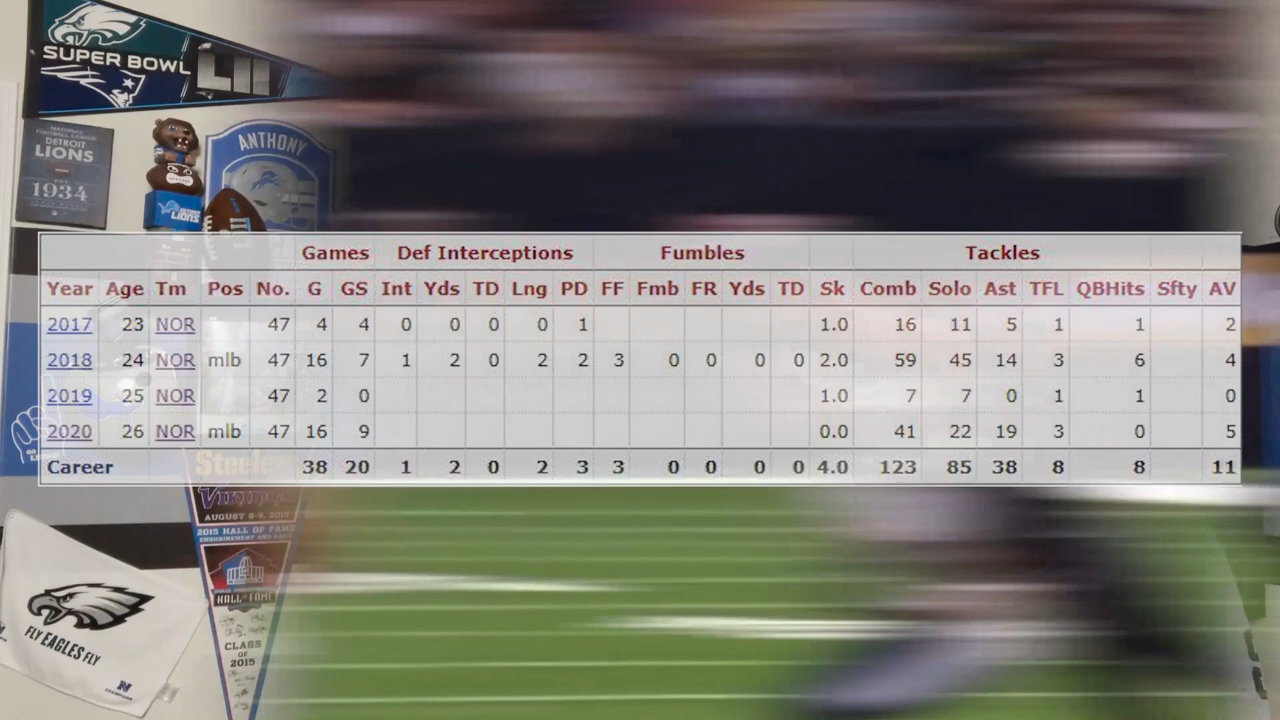 SUPER BOWL LII
NATIONAL
FOOTBALL LEAGUE
DETROIT
LIONS
1934
ANTHONY
LIONS
Games Def Interceptions Fumbles Tackles
Year Age Tm Pos No. G GS Int Yds TD Lng PD FF Fmb FR Yds TD Sk Comb Solo Ast TFL QBHits Sfty AV
2017 23 NOR 47 4 4 0 0 0 0 1 1.0 16 11 5 1 1 2
2018 24 NOR mlb 47 16 7 1 2 0 2 2 3 0 0 0 0 2.0 59 45 14 3 6 4
2019 25 NOR 47 2 0 1.0 7 7 0 1 1 0
2020 26 NOR mlb 47 16 9 0.0 41 22 19 3 0 5
Career 38 20 1 2 0 2 3 3 0 0 0 0 4.0 123 85 38 8 8 11
Steelers
VIKINGS
AUGUST 8-9, 2015
2015 HALL OF FAME
ENSHRINEMENT AND GAME
HALL OF FAME
CLASS
OF
2015
FLY EAGLES FLY